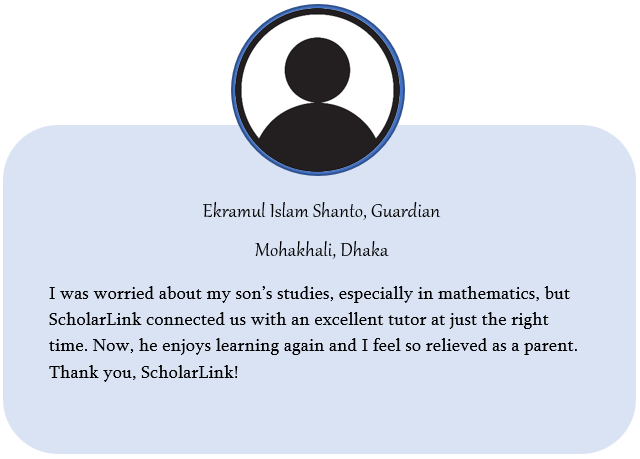 Ekramul Islam Shanto, Guardian
Mohakhali, Dhaka
I was worried about my son’s studies, especially in mathematics, but
ScholarLink connected us with an excellent tutor at just the right
time. Now, he enjoys learning again and I feel so relieved as a parent.
Thank you, ScholarLink!